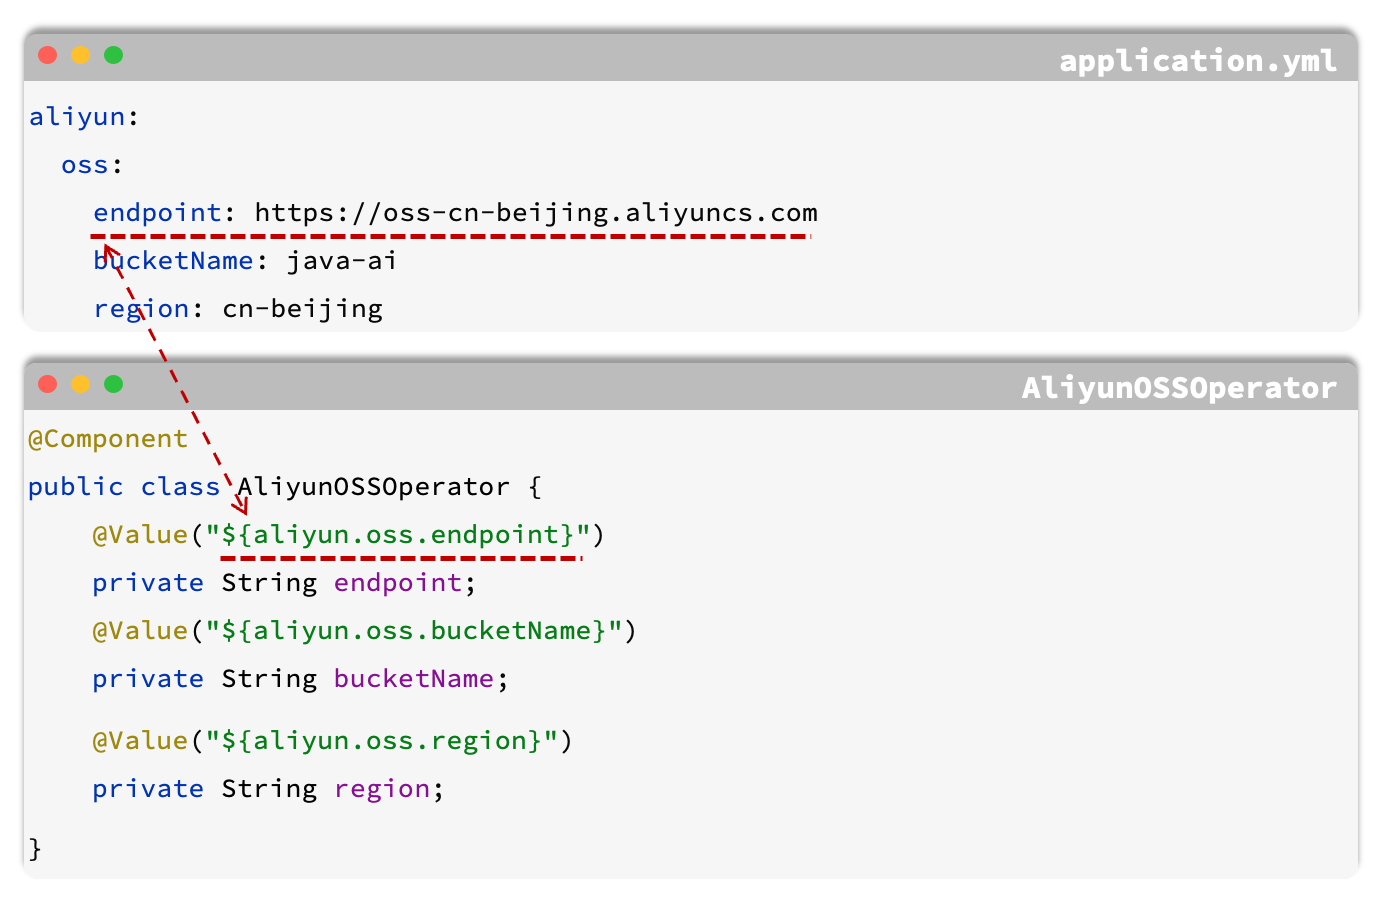 application.yml
aliyun:
  oss:
    endpoint: https://oss-cn-beijing.aliyuncs.com
    bucketName: java-ai
    region: cn-beijing
AliyunOSSOperator
@Component
public class AliyunOSSOperator {
    @Value("${aliyun.oss.endpoint}")
    private String endpoint;
    @Value("${aliyun.oss.bucketName}")
    private String bucketName;
    @Value("${aliyun.oss.region}")
    private String region;
}